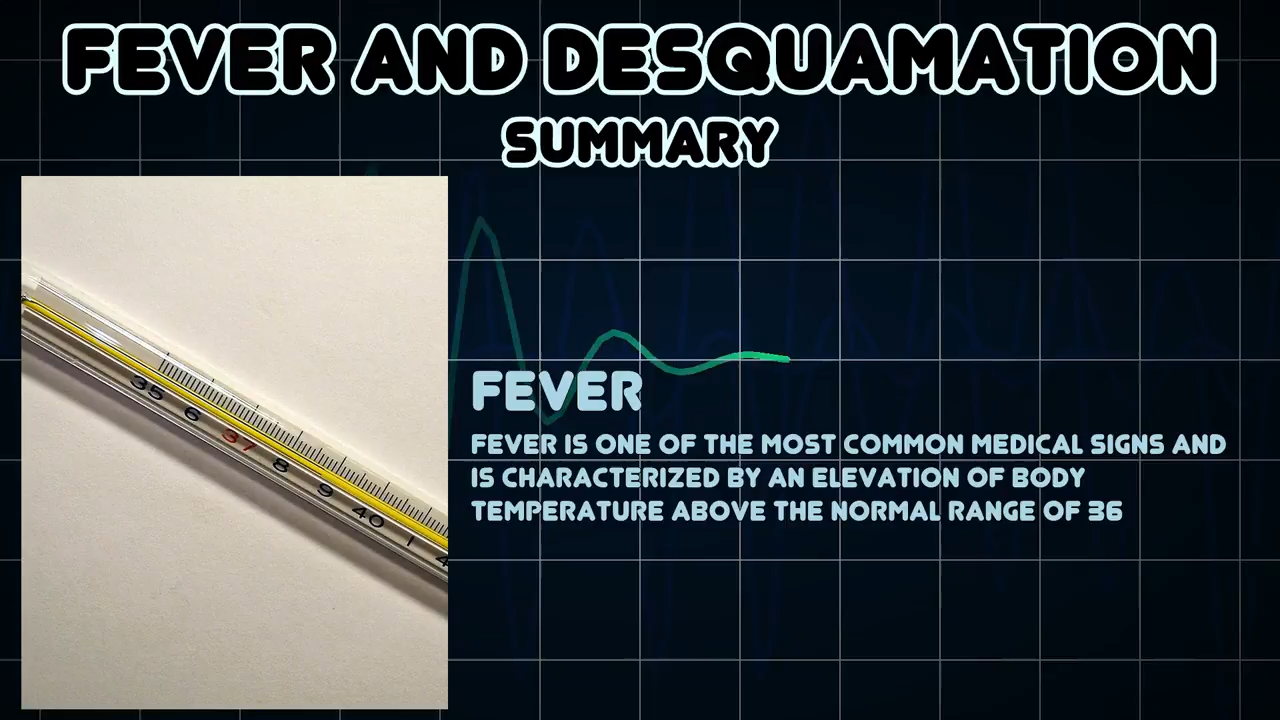 FEVER AND DESQUAMATION
SUMMARY
35 6 37 8 9 40 1
FEVER
FEVER IS ONE OF THE MOST COMMON MEDICAL SIGNS AND
IS CHARACTERIZED BY AN ELEVATION OF BODY
TEMPERATURE ABOVE THE NORMAL RANGE OF 36